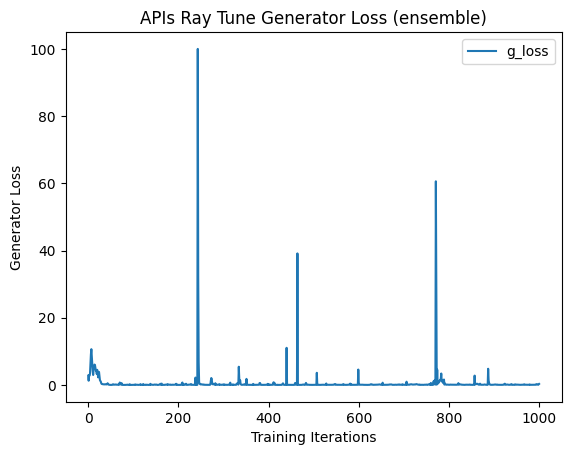 APIs Ray Tune Generator Loss (ensemble)
g_loss
100
80
60
40
20
0
Generator Loss
0 200 400 600 800 1000
Training Iterations